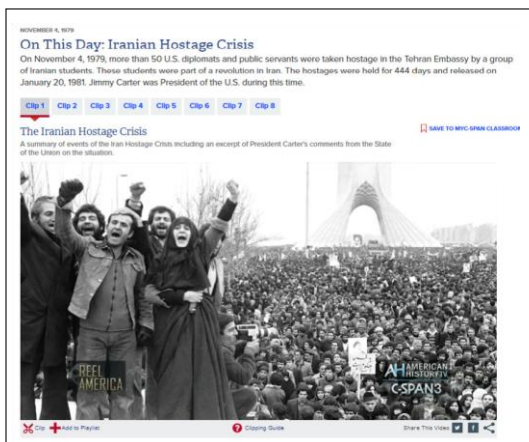 NOVEMBER 4, 1979
On This Day: Iranian Hostage Crisis
On November 4, 1979, more than 50 U.S. diplomats and public servants were taken hostage in the Tehran Embassy by a group
of Iranian students. These students were part of a revolution in Iran. The hostages were held for 444 days and released on
January 20, 1981. Jimmy Carter was President of the U.S. during this time.
Clip 1 Clip 2 Clip 3 Clip 4 Clip 5 Clip 6 Clip 7 Clip 8
The Iranian Hostage Crisis
SAVE TO MYC-SPAN CLASSROOM
A summary of events of the Iran Hostage Crisis including an excerpt of President Carter's comments from the State
of the Union on the situation.
REEL
AMERICA
AH AMERICAN
HISTORY TV
C-SPAN3
Clip Add to Playlist Clipping Guide Share This Video